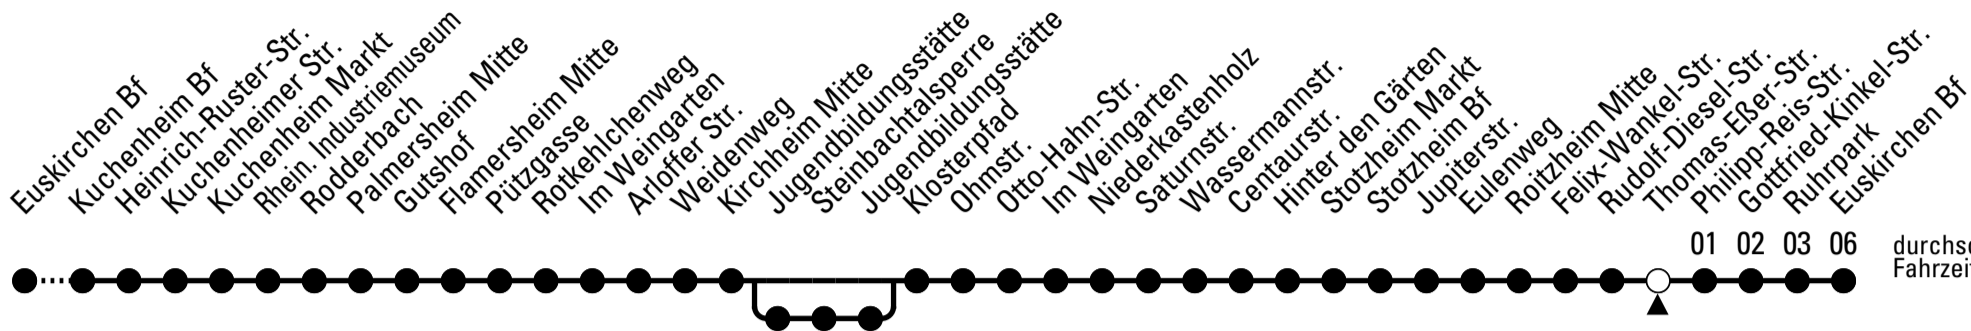 Euskirchen Bf
Kuchenheim Bf
Heinrich-Ruster-Str.
Kuchenheimer Str.
Kuchenheim Markt
Rhein. Industriemuseum
Rodderbach
Palmersheim Mitte
Gutshof
Flamersheim Mitte
Pützgasse
Rotkehlchenweg
Im Weingarten
Arloffer Str.
Weidenweg
Kirchheim Mitte
Jugendbildungsstätte
Steinbachtalsperre
Jugendbildungsstätte
Klosterpfad
Ohmstr.
Otto-Hahn-Str.
Im Weingarten
Niederkastenholz
Saturnstr.
Wassermannstr.
Centaurstr.
Hinter den Gärten
Stotzheim Markt
Stotzheim Bf
Jupiterstr.
Eulenweg
Roitzheim Mitte
Felix-Wankel-Str.
Rudolf-Diesel-Str.
Thomas-Eßer-Str.
Philipp-Reis-Str.
Gottfried-Kinkel-Str.
Ruhrpark
Euskirchen Bf
01 02 03 06